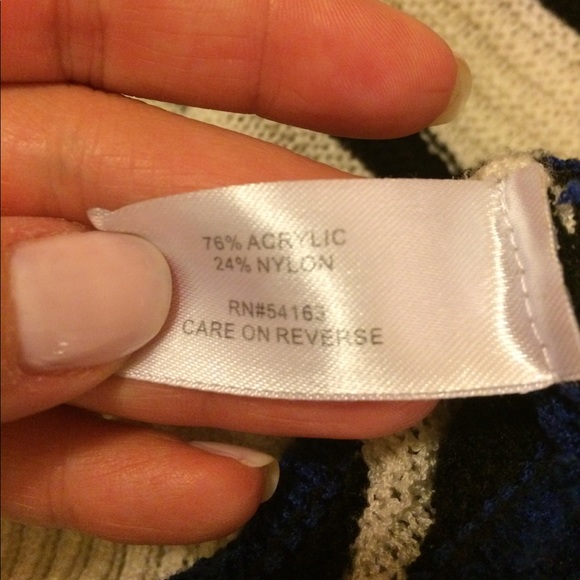 76% ACRYLIC
24% NYLON
RN#54163
CARE ON REVERSE